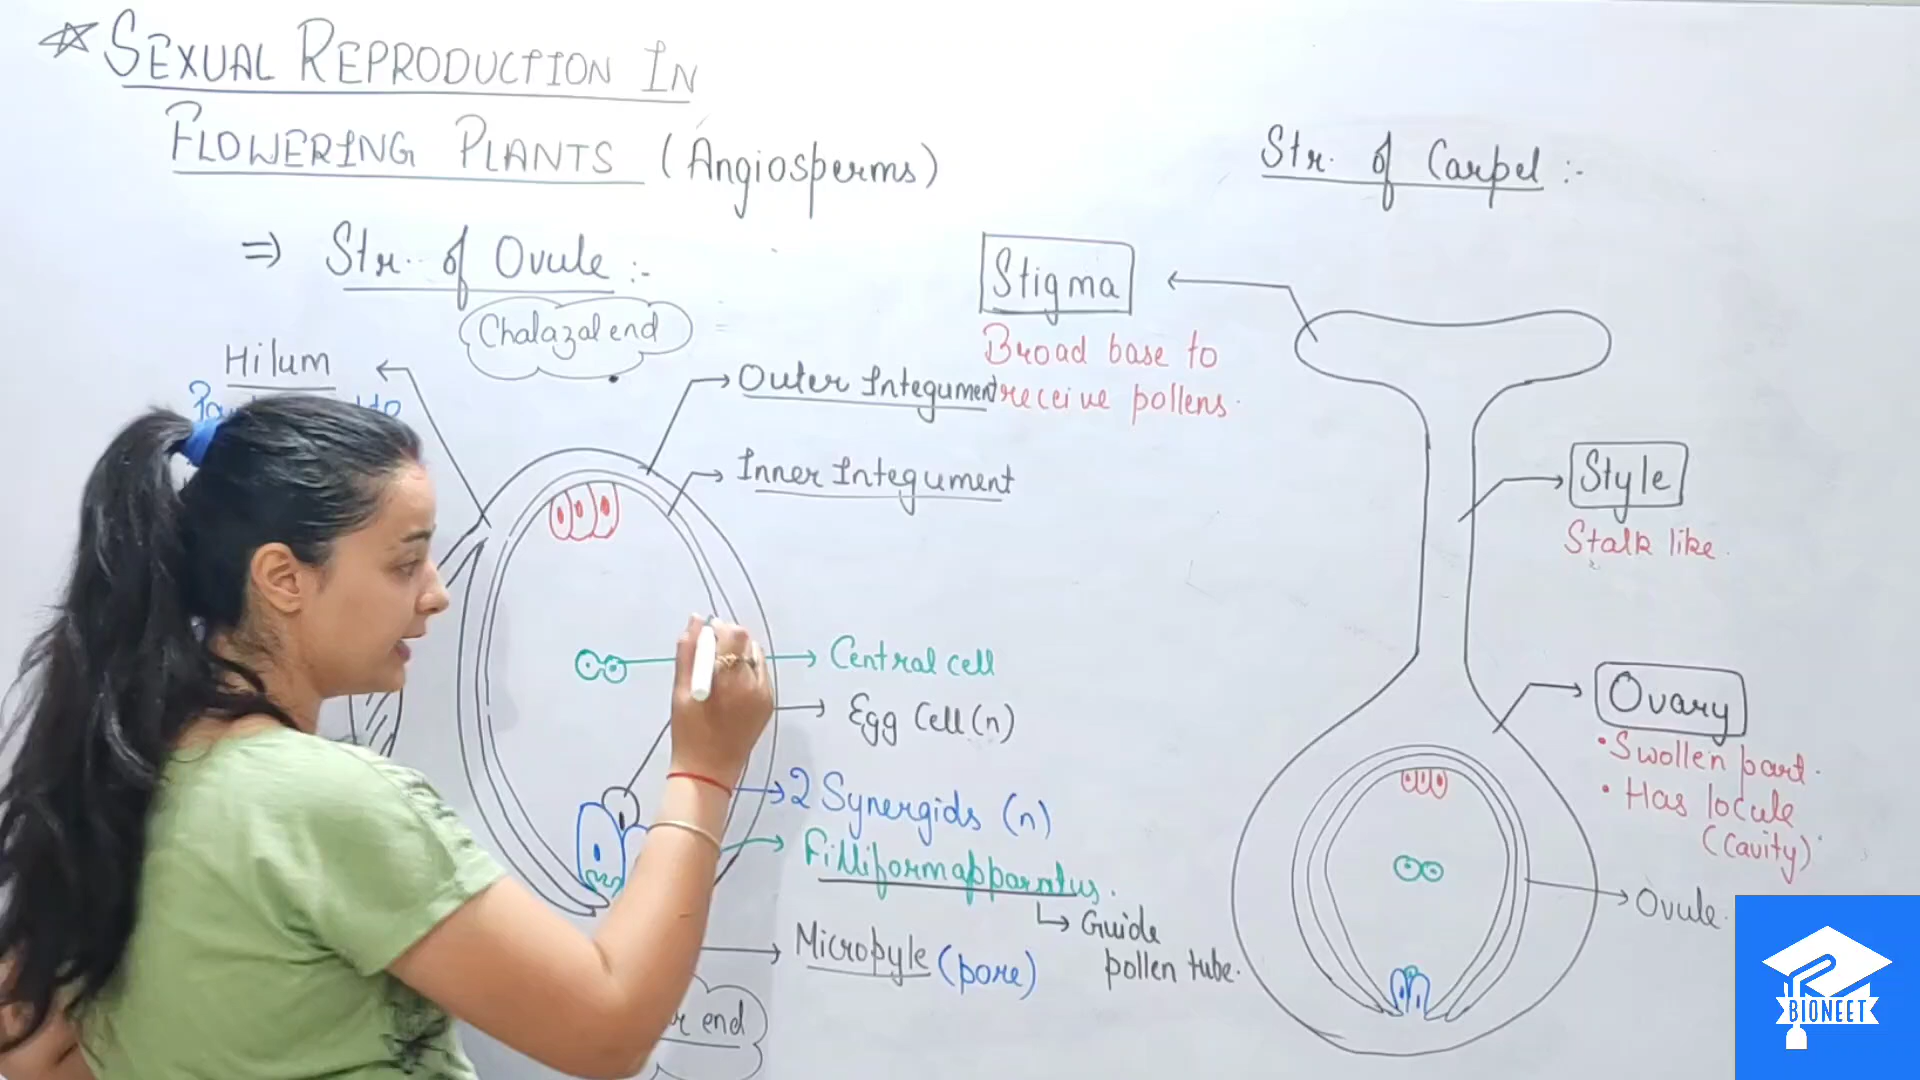 SEXUAL REPRODUCTION IN
FLOWERING PLANTS (Angiosperms)
⇒ Str. of Ovule :-
Chalazal end
Hilum
Outer Integument
Inner Integument
Central cell
Egg Cell (n)
2 Synergids (n)
Filliform apparatus.
Guide
pollen tube.
Micropyle (pore)
end
Str. of Carpel :-
Stigma
Broad base to
receive pollens.
Style
Stalk like.
Ovary
• Swollen part.
• Has locule
(cavity)
Ovule.
BIONEET